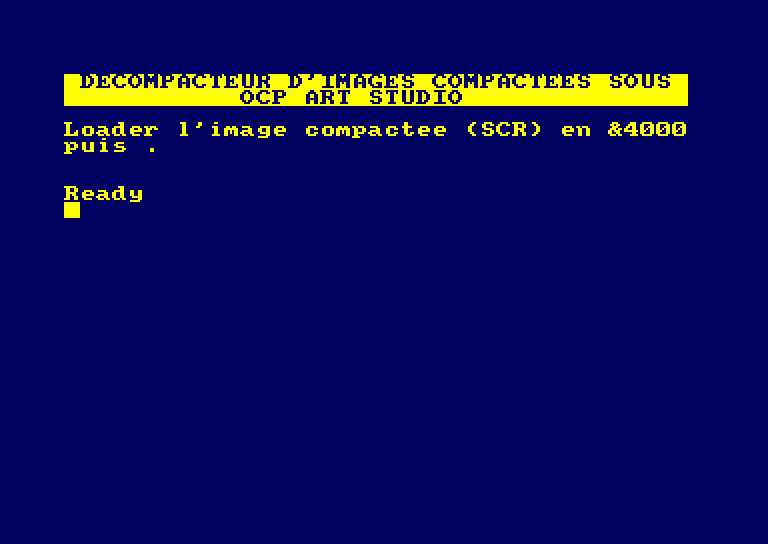 DECOMPACTEUR D'IMAGES COMPACTEES SOUS
OCP ART STUDIO
Loader l'image compactee (SCR) en &4000
puis .
Ready